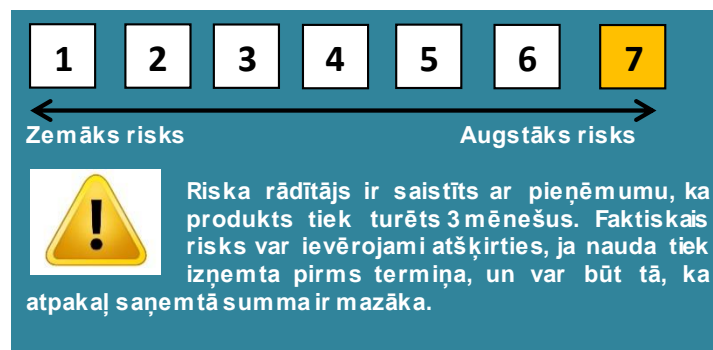 1 2 3 4 5 6 7
Zemāks risks Augstāks risks
Riska rādītājs ir saistīts ar pieņēmumu, ka
produkts tiek turēts 3 mēnešus. Faktiskais
risks var ievērojami atšķirties, ja nauda tiek
izņemta pirms termiņa, un var būt tā, ka
atpakaļ saņemtā summa ir mazāka.